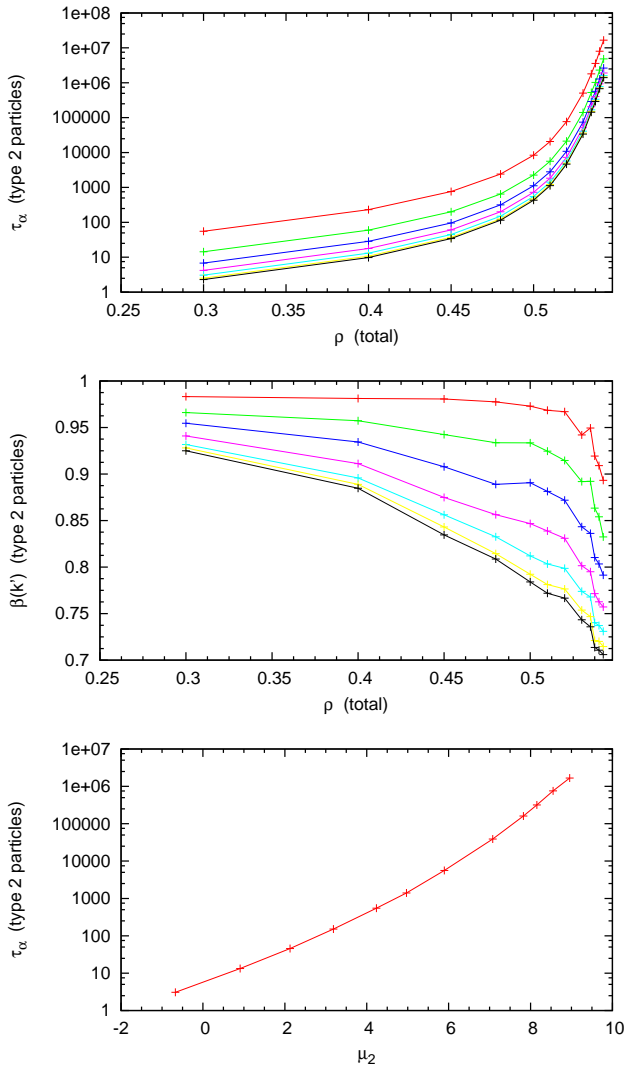 1e+08
1e+07
1e+06
100000
10000
1000
100
10
1
τα (type 2 particles)
0.25 0.3 0.35 0.4 0.45 0.5
ρ (total)
1
0.95
0.9
0.85
0.8
0.75
0.7
β(k') (type 2 particles)
0.25 0.3 0.35 0.4 0.45 0.5
ρ (total)
1e+07
1e+06
100000
10000
1000
100
10
1
τα (type 2 particles)
-2 0 2 4 6 8 10
μ2